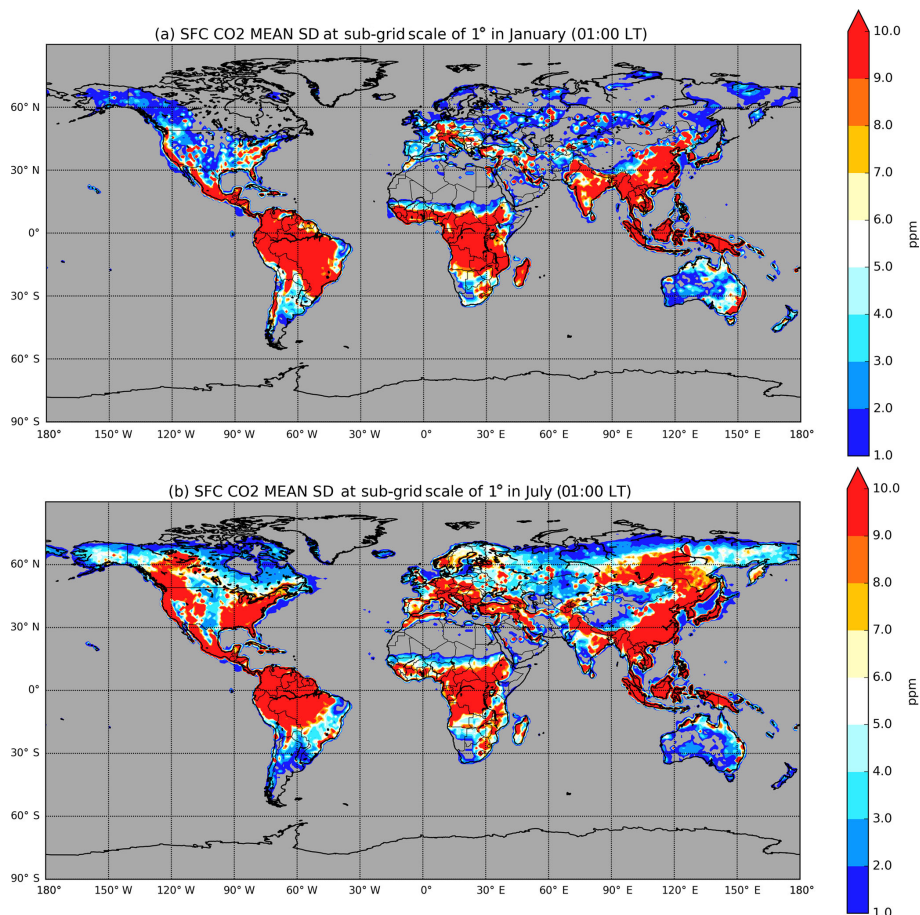 (a) SFC CO2 MEAN SD at sub-grid scale of 1° in January (01:00 LT)
60° N
30° N
0°
30° S
60° S
90° S
180° 150° W 120° W 90° W 60° W 30° W 0° 30° E 60° E 90° E 120° E 150° E 180°
10.0
9.0
8.0
7.0
6.0
5.0
4.0
3.0
2.0
1.0
ppm
(b) SFC CO2 MEAN SD at sub-grid scale of 1° in July (01:00 LT)
60° N
30° N
0°
30° S
60° S
90° S
180° 150° W 120° W 90° W 60° W 30° W 0° 30° E 60° E 90° E 120° E 150° E 180°
10.0
9.0
8.0
7.0
6.0
5.0
4.0
3.0
2.0
1.0
ppm